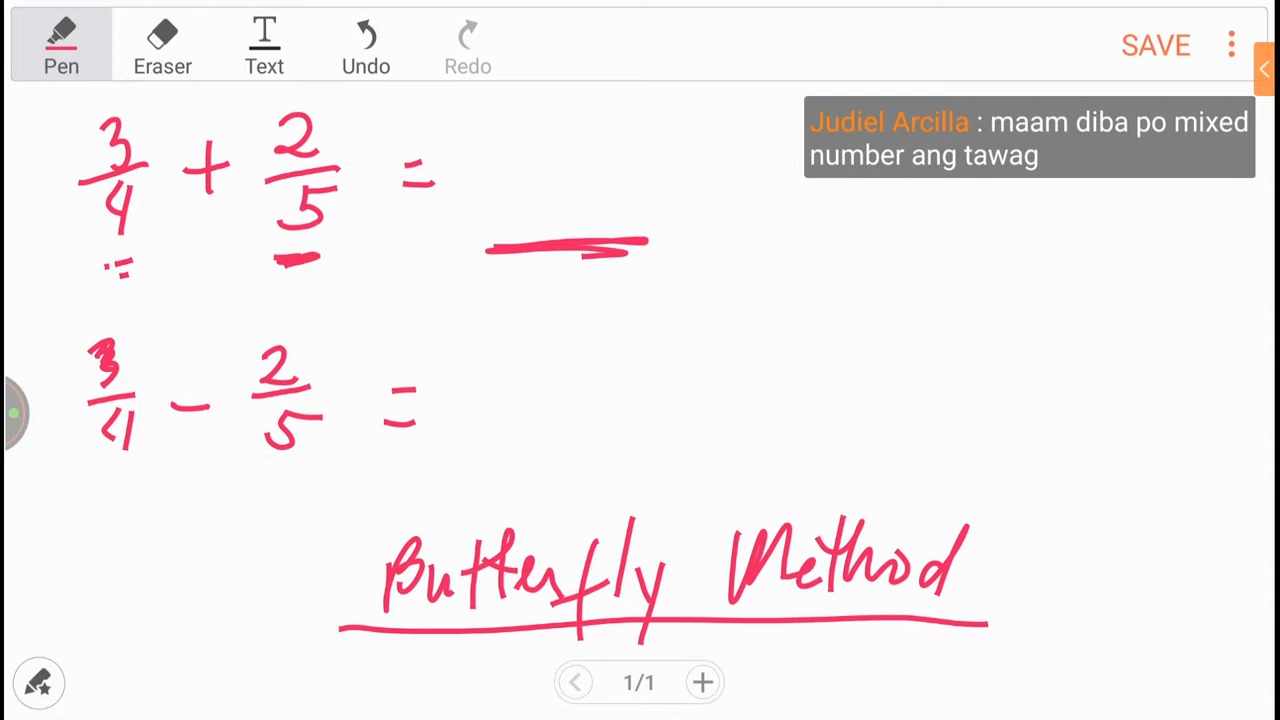 Pen Eraser Text Undo Redo SAVE
Judiel Arcilla : maam diba po mixed
number ang tawag
3/4 + 2/5 =
3/4 - 2/5 =
Butterfly Method
1/1